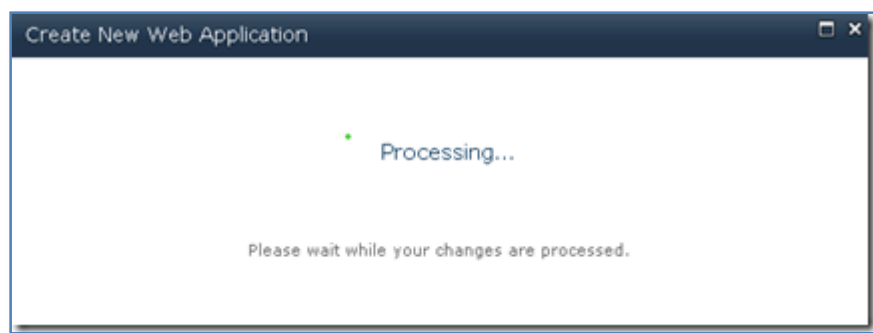 Create New Web Application
Processing...
Please wait while your changes are processed.